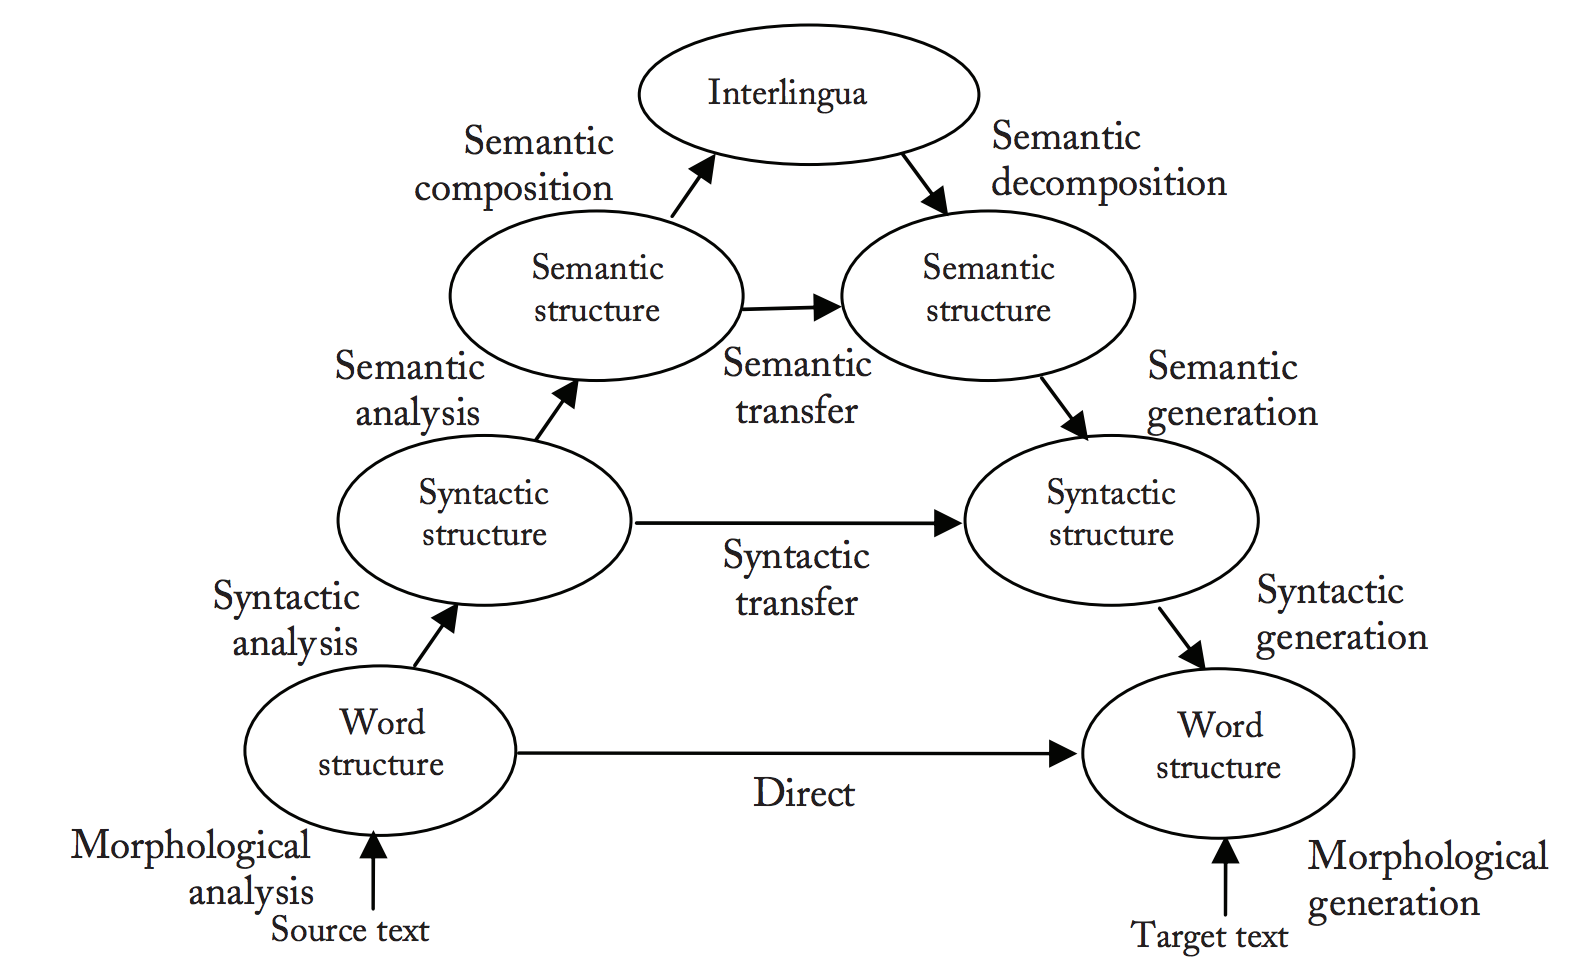 Interlingua
Semantic
composition
Semantic
decomposition
Semantic
structure
Semantic
structure
Semantic
transfer
Semantic
analysis
Semantic
generation
Syntactic
structure
Syntactic
structure
Syntactic
transfer
Syntactic
analysis
Syntactic
generation
Word
structure
Word
structure
Direct
Morphological
analysis
Source text
Morphological
generation
Target text